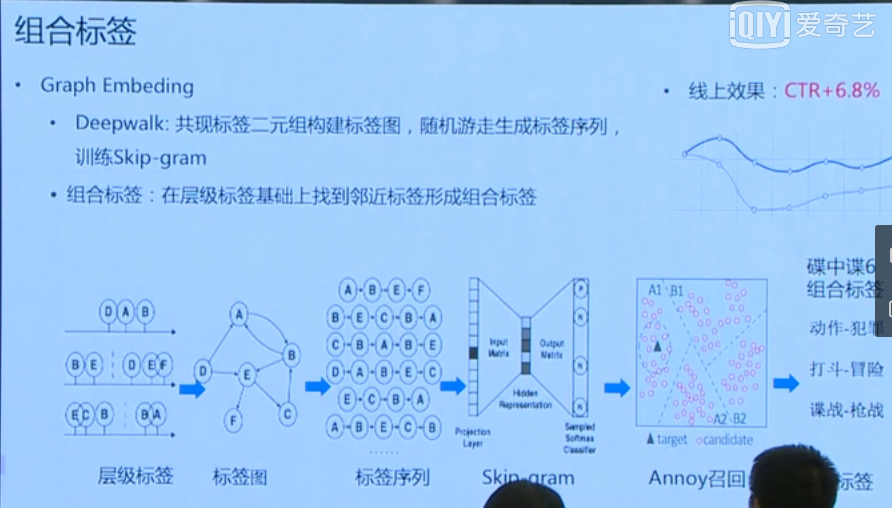 组合标签
QIY 爱奇艺
• Graph Embeding
• 线上效果：CTR+6.8%
• Deepwalk: 共现标签二元组构建标签图，随机游走生成标签序列，
训练Skip-gram
• 组合标签：在层级标签基础上找到邻近标签形成组合标签
碟中谍6
组合标签
动作-犯罪
打斗-冒险
谍战-枪战
D A B
B E D E F
E C B B A
A
B
D
E
F
C
A B E F
B E C B A
C B A B E
D A B E C
E C B A
A B E C B
......
Input
Matrix
Output
Matrix
Hidden
Representation
Projection
Layer
Sampled
Softmax
Classifier
A1 B1
A2 B2
target candidate
层级标签
标签图
标签序列
Skip-gram
Annoy召回
标签